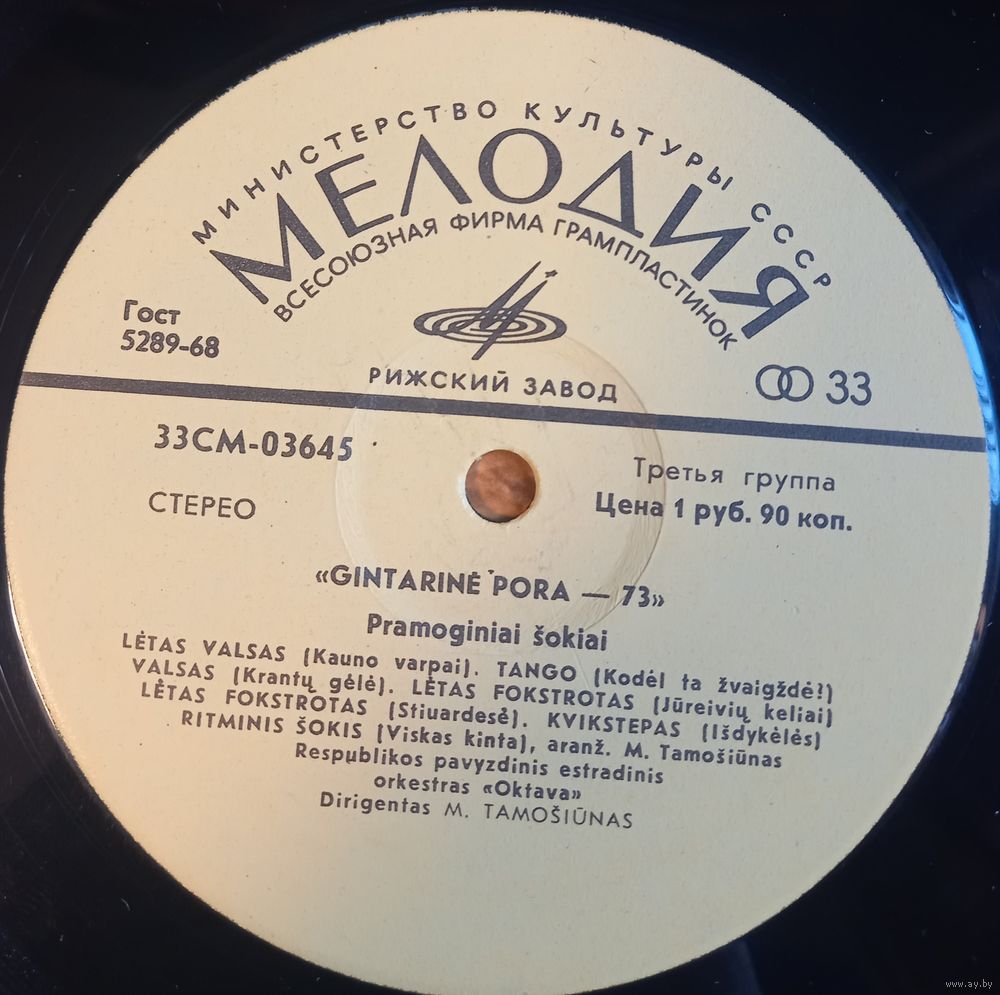 МИНИСТЕРСТВО КУЛЬТУРЫ СССР
МЕЛОДИЯ
ВСЕСОЮЗНАЯ ФИРМА ГРАМПЛАСТИНОК
Гост
5289-68
РИЖСКИЙ ЗАВОД
33
33СМ-03645
СТЕРЕО
Третья группа
Цена 1 руб. 90 коп.
«GINTARINĖ PORA — 73»
Pramoginiai šokiai
LĖTAS VALSAS (Kauno varpai). TANGO (Kodėl ta žvaigždė?)
VALSAS (Krantų gėlė). LĖTAS FOKSTROTAS (Jūreivių keliai)
LĖTAS FOKSTROTAS (Stiuardesė). KVIKSTEPAS (Išdykėlės)
RITMINIS ŠOKIS (Viskas kinta), aranž. M. Tamošiūnas
Respublikos pavyzdinis estradinis
orkestras «Oktava»
Dirigentas M. TAMOŠIŪNAS
www.ay.by